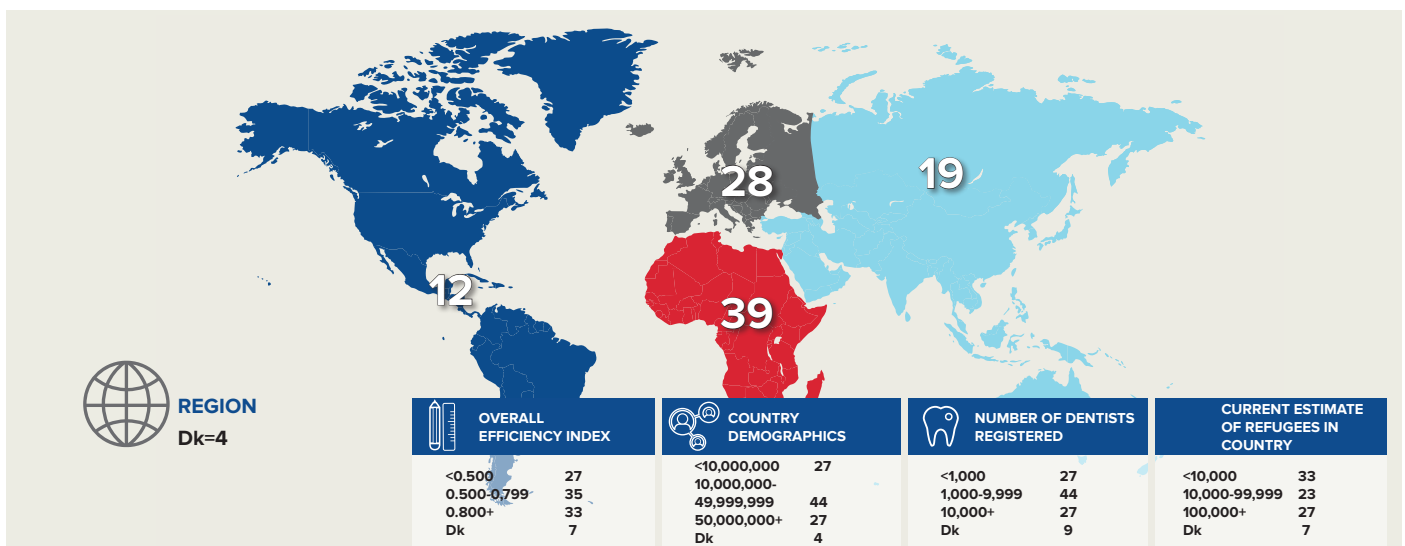 28
19
12
39
REGION
Dk=4
OVERALL
EFFICIENCY INDEX
<0.500 27
0.500-0,799 35
0.800+ 33
Dk 7
COUNTRY
DEMOGRAPHICS
<10,000,000 27
10,000,000-
49,999,999 44
50,000,000+ 27
Dk 4
NUMBER OF DENTISTS
REGISTERED
<1,000 27
1,000-9,999 44
10,000+ 27
Dk 9
CURRENT ESTIMATE
OF REFUGEES IN
COUNTRY
<10,000 33
10,000-99,999 23
100,000+ 27
Dk 7